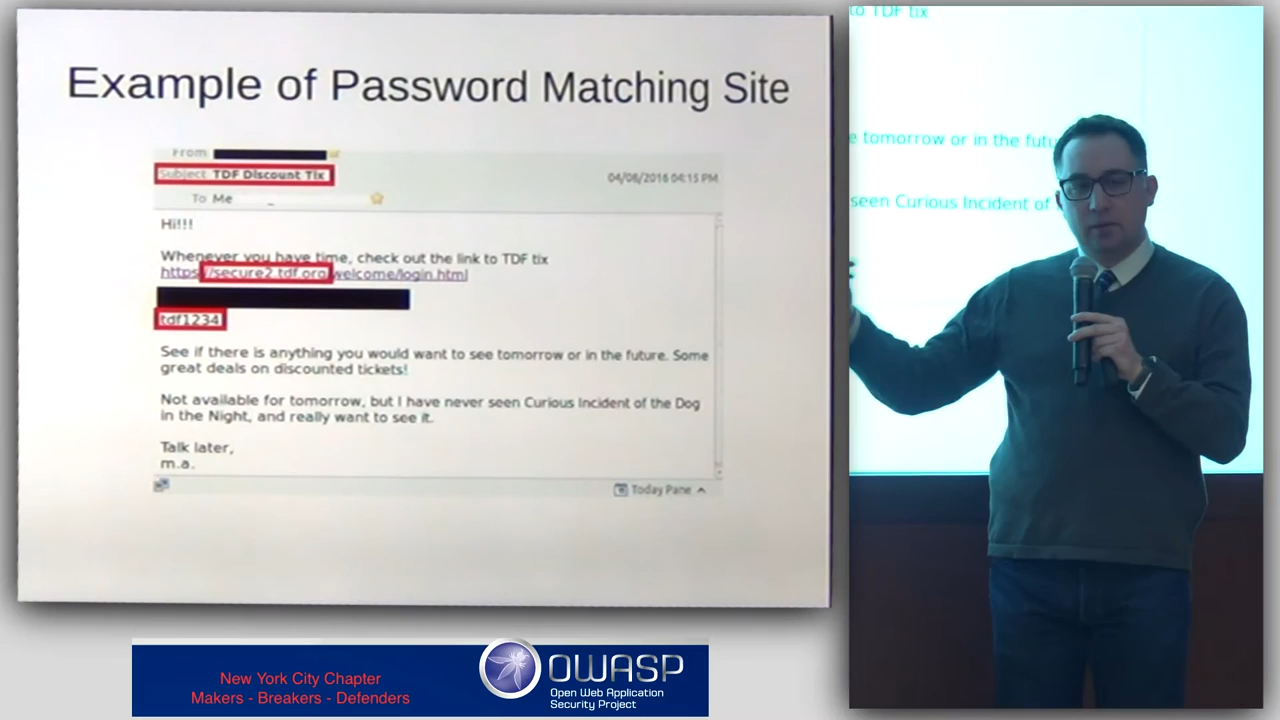 Example of Password Matching Site
From
Subject TDF Discount Tix
04/06/2016 04:15 PM
To Me
Hi!!!
Whenever you have time, check out the link to TDF tix
https://secure2.tdf.org/welcome/login.html
tdf1234
See if there is anything you would want to see tomorrow or in the future. Some
great deals on discounted tickets!
Not available for tomorrow, but I have never seen Curious Incident of the Dog
in the Night, and really want to see it.
Talk later,
m.a.
Today Pane
to TDF tix
e tomorrow or in the futu
seen Curious Incident of
New York City Chapter
Makers - Breakers - Defenders
OWASP
Open Web Application
Security Project